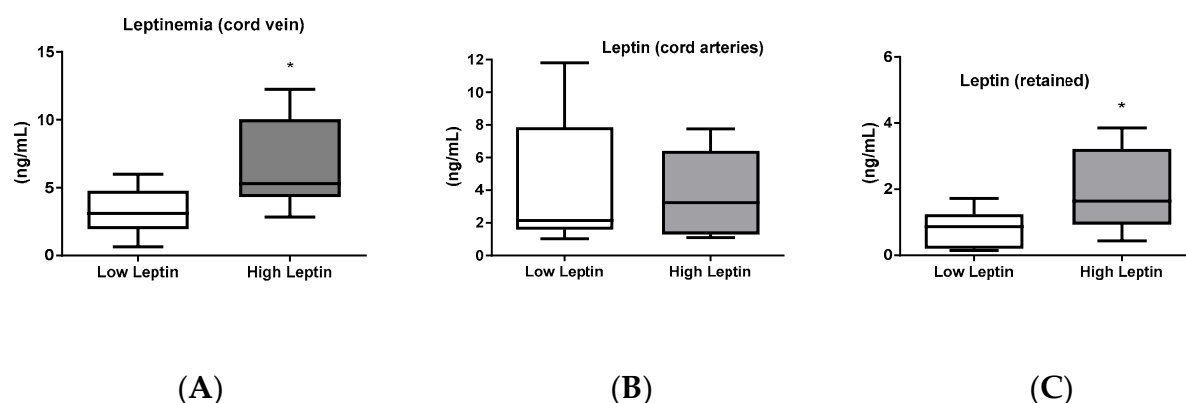 Leptinemia (cord vein)
(ng/mL)
15
10
5
0
*
Low Leptin
High Leptin
(A)
Leptin (cord arteries)
(ng/mL)
12
10
8
6
4
2
0
Low Leptin
High Leptin
(B)
Leptin (retained)
(ng/mL)
6
4
2
0
*
Low Leptin
High Leptin
(C)